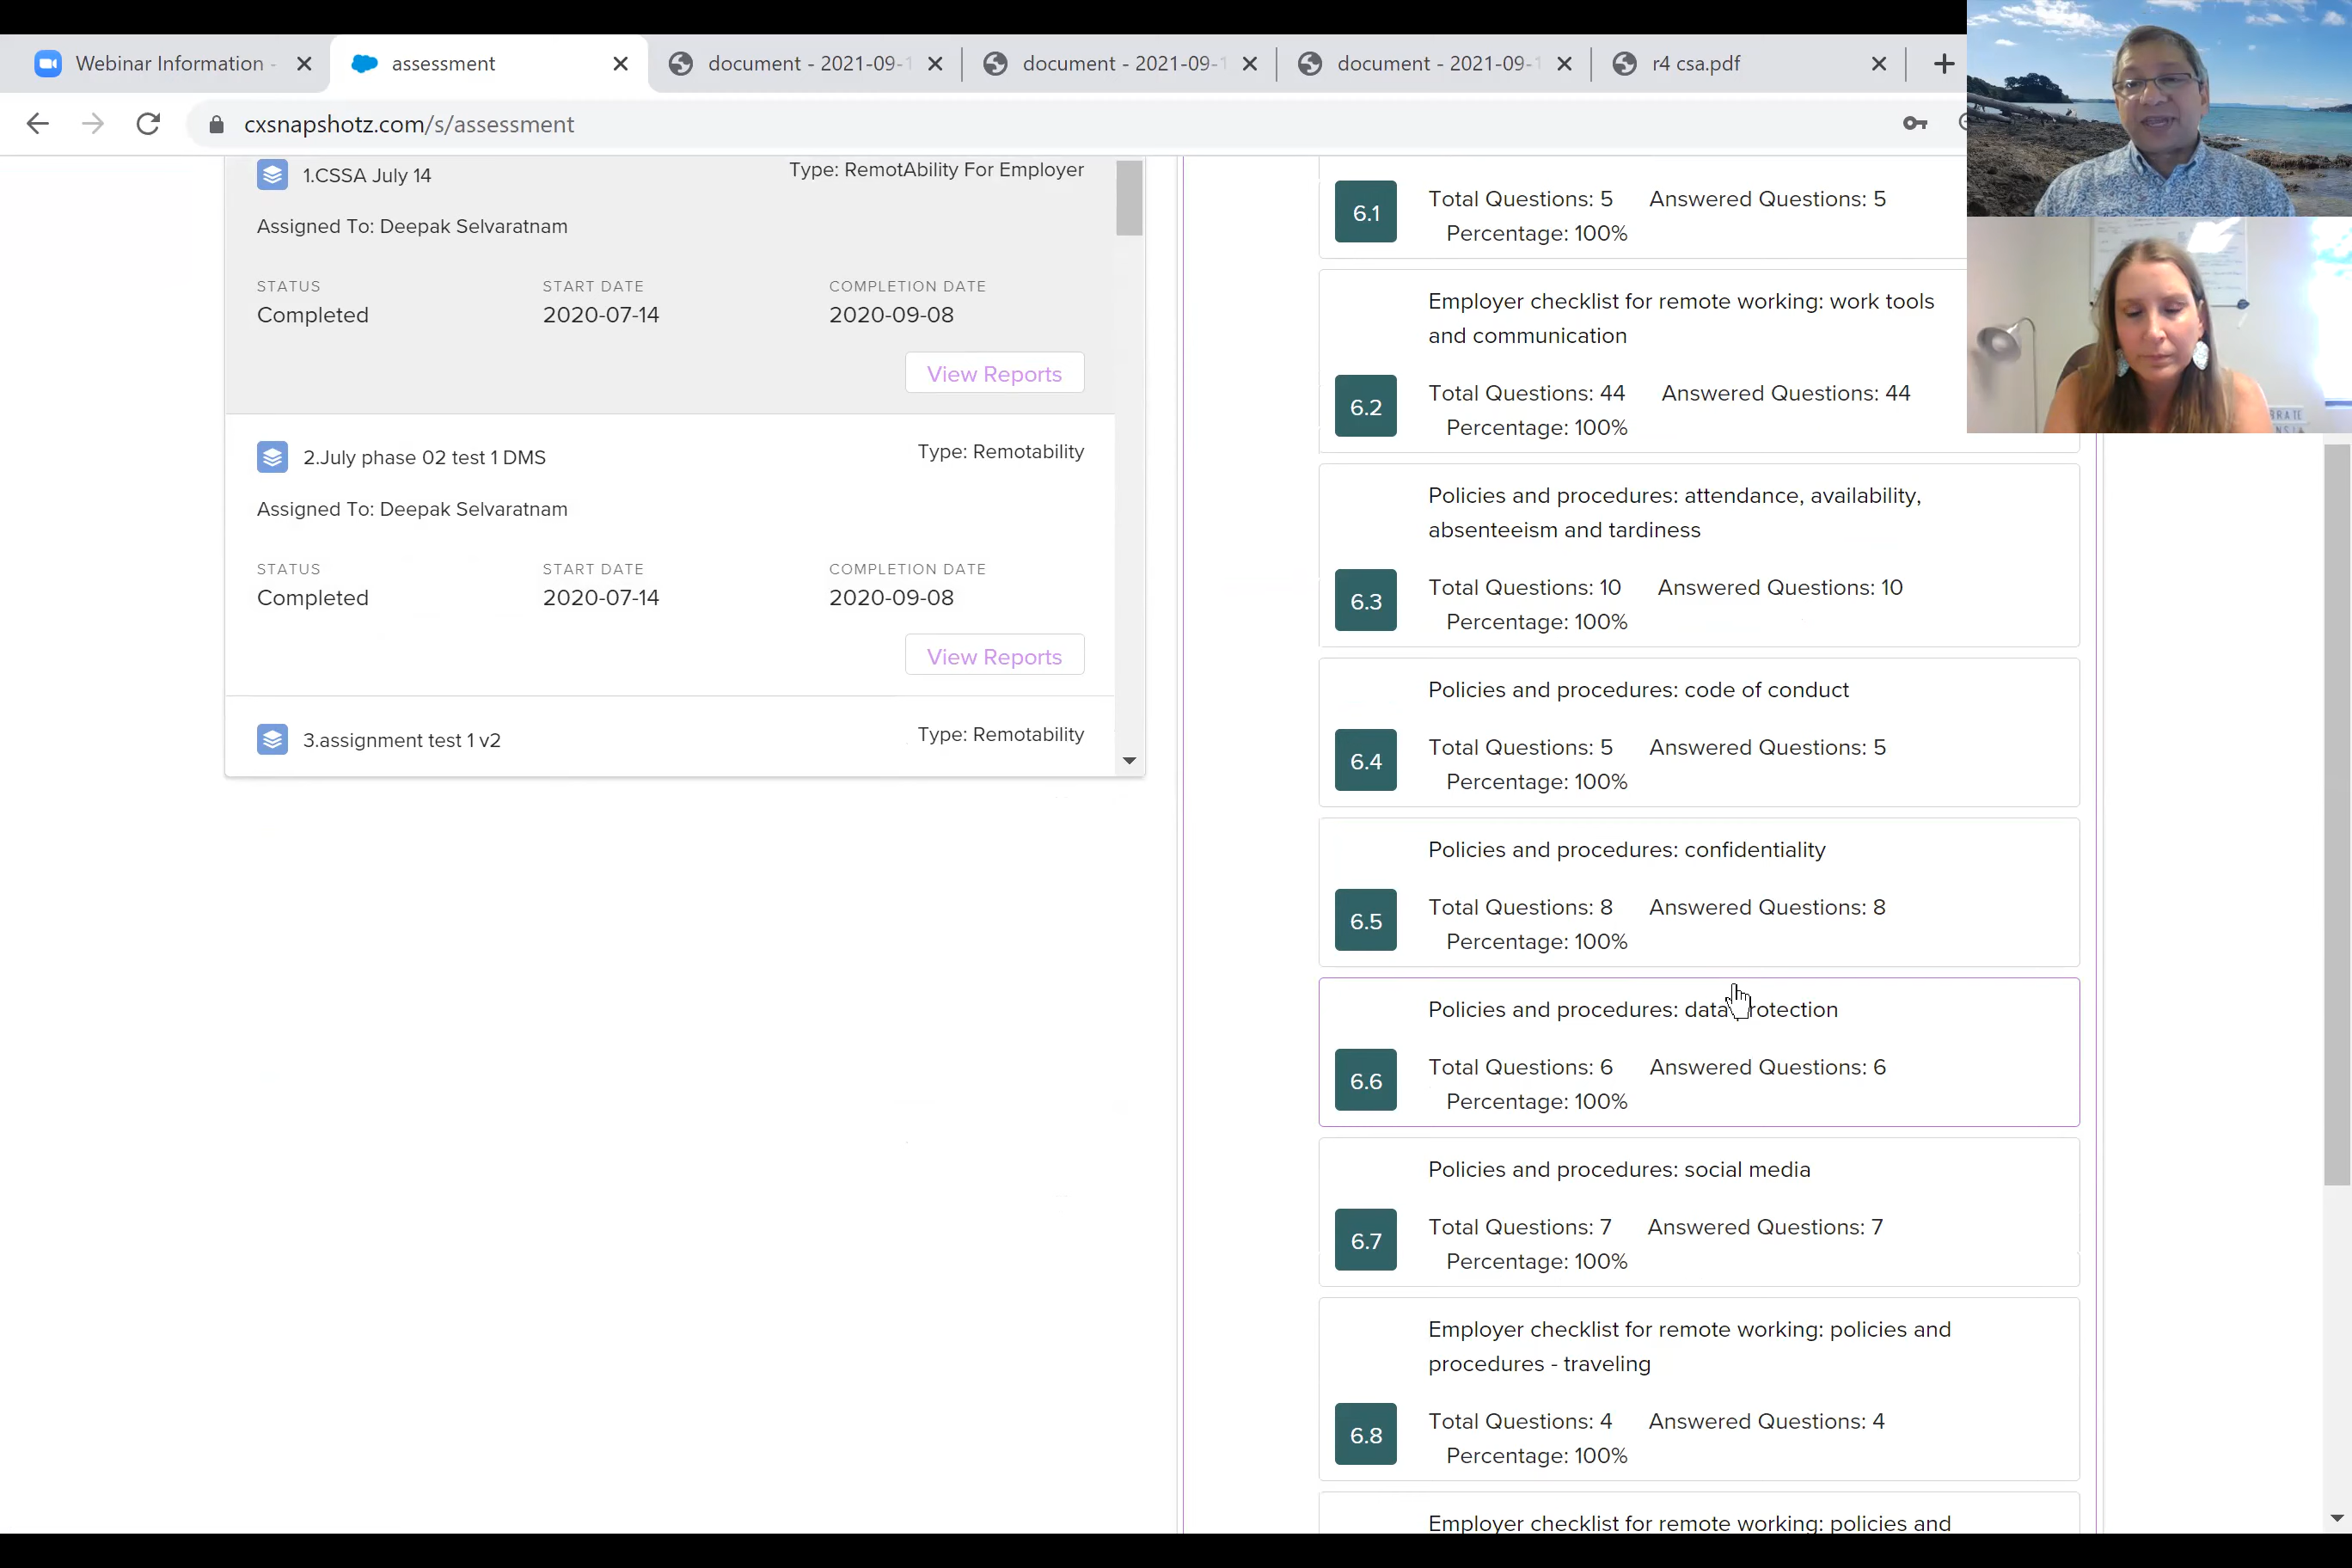 Webinar Information -
assessment
document - 2021-09-1
document - 2021-09-1
document - 2021-09-1
r4 csa.pdf
cxsnapshotz.com/s/assessment
1.CSSA July 14
Type: RemotAbility For Employer
Assigned To: Deepak Selvaratnam
STATUS START DATE COMPLETION DATE
Completed 2020-07-14 2020-09-08
View Reports
2.July phase 02 test 1 DMS
Type: Remotability
Assigned To: Deepak Selvaratnam
STATUS START DATE COMPLETION DATE
Completed 2020-07-14 2020-09-08
View Reports
3.assignment test 1 v2
Type: Remotability
6.1
Total Questions: 5 Answered Questions: 5
Percentage: 100%
Employer checklist for remote working: work tools
and communication
6.2
Total Questions: 44 Answered Questions: 44
Percentage: 100%
Policies and procedures: attendance, availability,
absenteeism and tardiness
6.3
Total Questions: 10 Answered Questions: 10
Percentage: 100%
Policies and procedures: code of conduct
6.4
Total Questions: 5 Answered Questions: 5
Percentage: 100%
Policies and procedures: confidentiality
6.5
Total Questions: 8 Answered Questions: 8
Percentage: 100%
Policies and procedures: data protection
6.6
Total Questions: 6 Answered Questions: 6
Percentage: 100%
Policies and procedures: social media
6.7
Total Questions: 7 Answered Questions: 7
Percentage: 100%
Employer checklist for remote working: policies and
procedures - traveling
6.8
Total Questions: 4 Answered Questions: 4
Percentage: 100%
Employer checklist for remote working: policies and